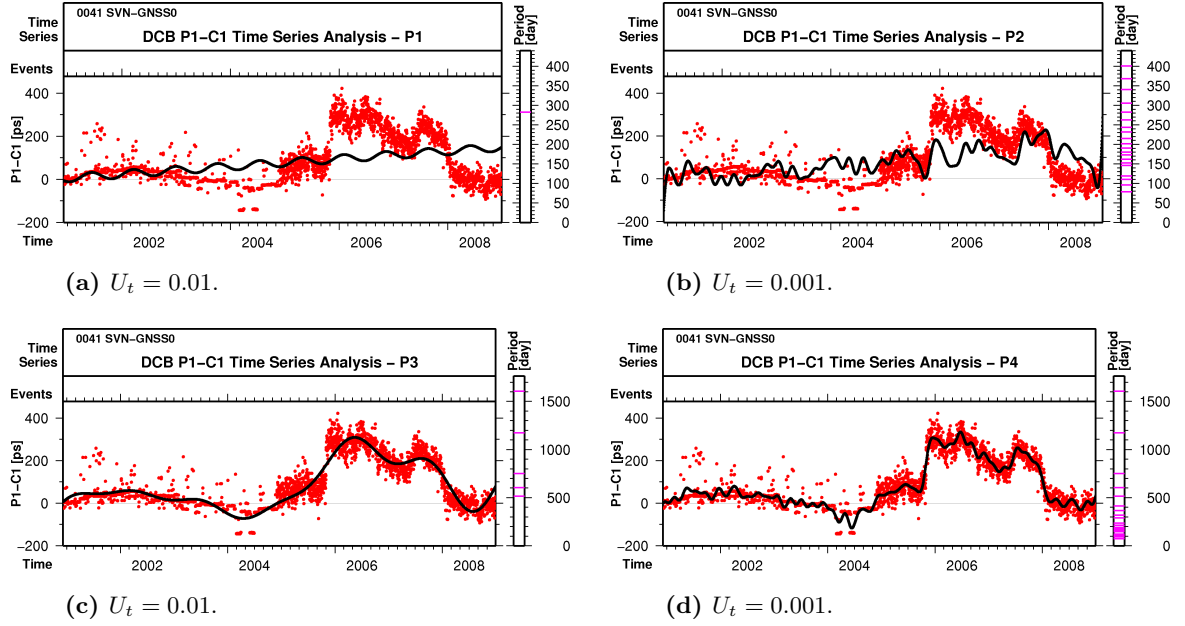 0041 SVN−GNSS0
Time
Series
DCB P1−C1 Time Series Analysis − P1
Period
[day]
Events
400
200
0
−200
P1−C1 [ps]
400
350
300
250
200
150
100
50
0
Time
2002
2004
2006
2008
(a) U_t = 0.01.
0041 SVN−GNSS0
Time
Series
DCB P1−C1 Time Series Analysis − P2
Period
[day]
Events
400
200
0
−200
P1−C1 [ps]
400
350
300
250
200
150
100
50
0
Time
2002
2004
2006
2008
(b) U_t = 0.001.
0041 SVN−GNSS0
Time
Series
DCB P1−C1 Time Series Analysis − P3
Period
[day]
Events
400
200
0
−200
P1−C1 [ps]
1500
1000
500
0
Time
2002
2004
2006
2008
(c) U_t = 0.01.
0041 SVN−GNSS0
Time
Series
DCB P1−C1 Time Series Analysis − P4
Period
[day]
Events
400
200
0
−200
P1−C1 [ps]
1500
1000
500
0
Time
2002
2004
2006
2008
(d) U_t = 0.001.